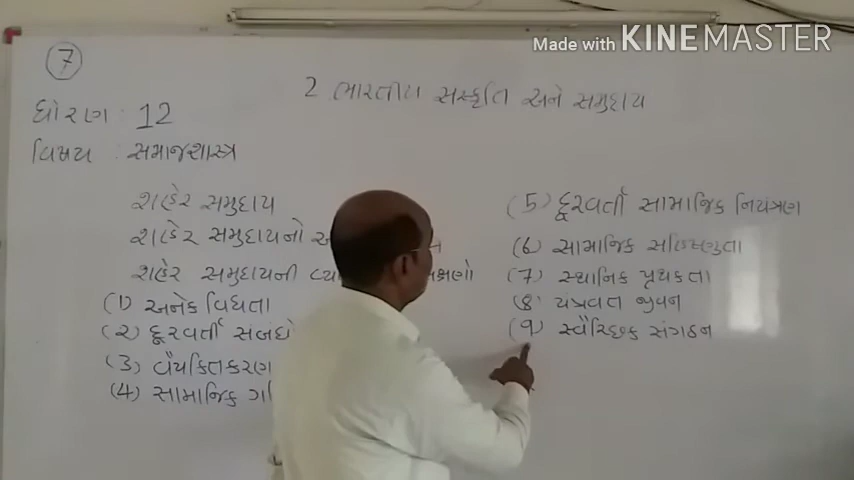 Made with KINEMASTER
7
2 ભારતીય સંસ્કૃતિ અને સમુદાય
ધોરણ : 12
વિષય : સમાજશાસ્ત્ર
શહેર સમુદાય
શહેર સમુદાયનો
શહેર સમુદાયની
(1) અનેક વિધતા
(૨) દૂરવર્તી સબધો
(3) વૈયક્તિકરણ
(4) સામાજિક
(5) દૂરવર્તી સામાજિક નિયંત્રણ
(6) સામાજિક સહિષ્ણુતા
(7) સ્થાનિક પૃથકતા
(8) યંત્રવત જીવન
(9) સ્વૈચ્છિક સંગઠન